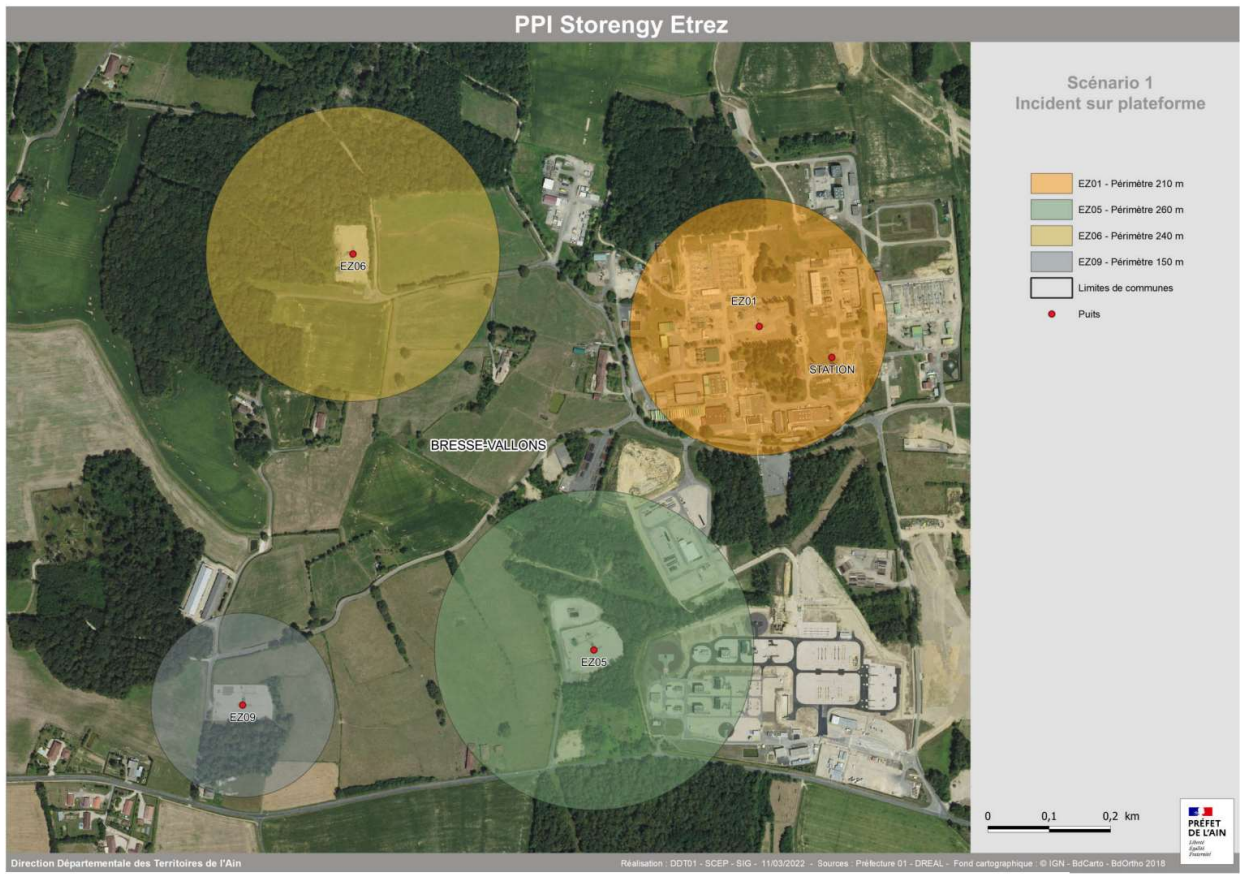 PPI Storengy Etrez
Scénario 1
Incident sur plateforme
EZ01 - Périmètre 210 m
EZ05 - Périmètre 260 m
EZ06 - Périmètre 240 m
EZ09 - Périmètre 150 m
Limites de communes
Puits
EZ06
EZ01
STATION
BRESSE-VALLONS
EZ05
EZ09
0 0,1 0,2 km
PRÉFET
DE L'AIN
Liberté
Égalité
Fraternité
Direction Départementale des Territoires de l'Ain
Réalisation : DDT01 - SCEP - SIG - 11/03/2022 - Sources : Préfecture 01 - DREAL - Fond cartographique : © IGN - BdCarto - BdOrtho 2018